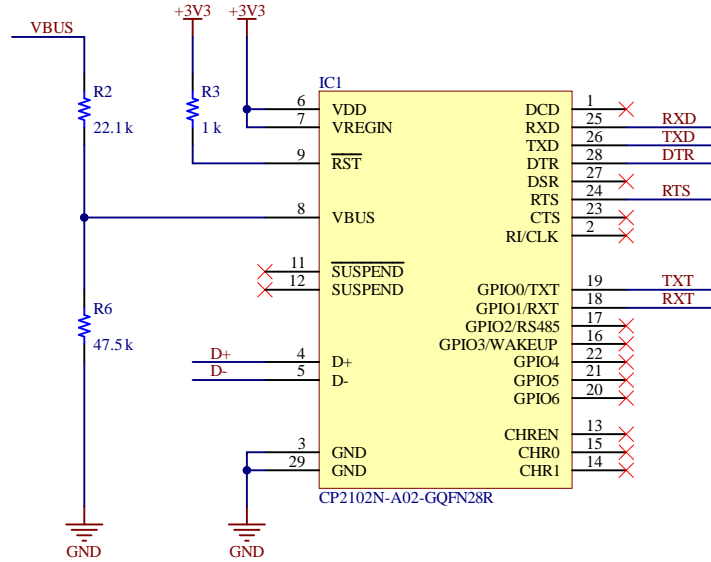 +3V3 +3V3
VBUS
R2
22.1 k
R3
1 k
IC1
6 VDD
7 VREGIN
9 RST
8 VBUS
11 SUSPEND
12 SUSPEND
D+ 4 D+
D- 5 D-
3 GND
29 GND
DCD 1
RXD 25 RXD
TXD 26 TXD
DTR 28 DTR
DSR 27
RTS 24 RTS
CTS 23
RI/CLK 2
GPIO0/TXT 19 TXT
GPIO1/RXT 18 RXT
GPIO2/RS485 17
GPIO3/WAKEUP 16
GPIO4 22
GPIO5 21
GPIO6 20
CHREN 13
CHR0 15
CHR1 14
R6
47.5 k
CP2102N-A02-GQFN28R
GND GND